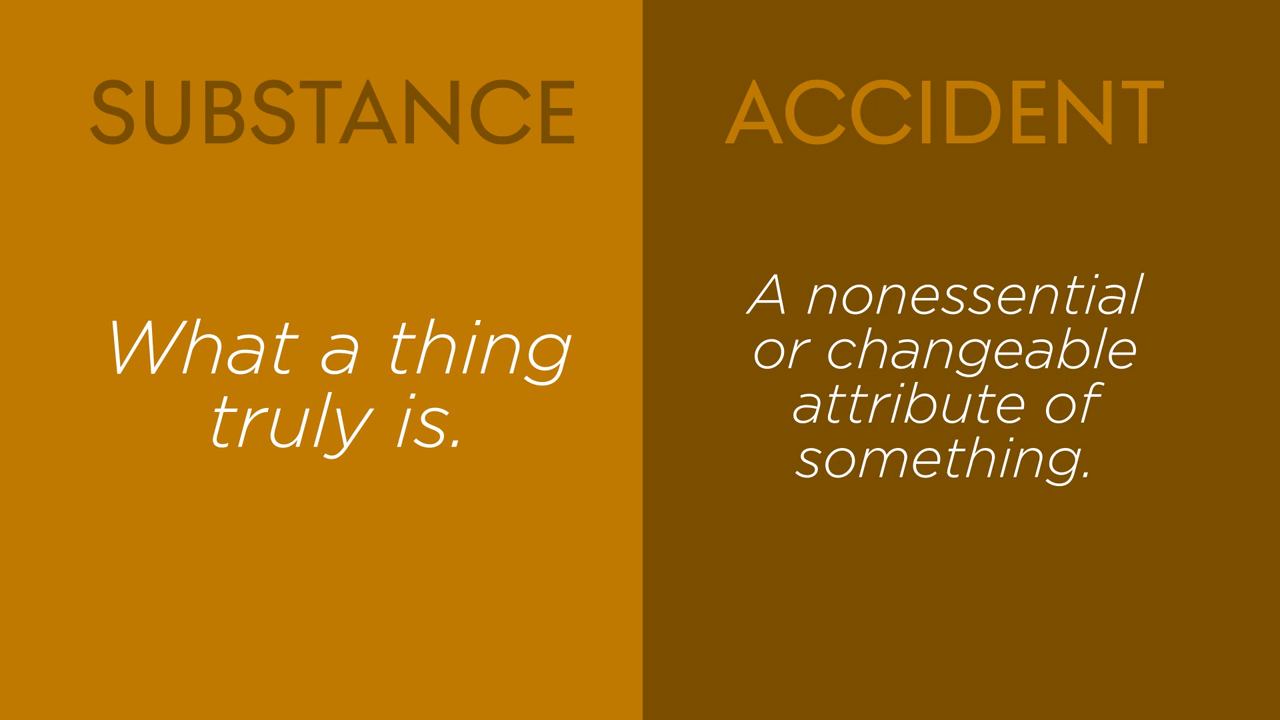 SUBSTANCE
What a thing
truly is.
ACCIDENT
A nonessential
or changeable
attribute of
something.